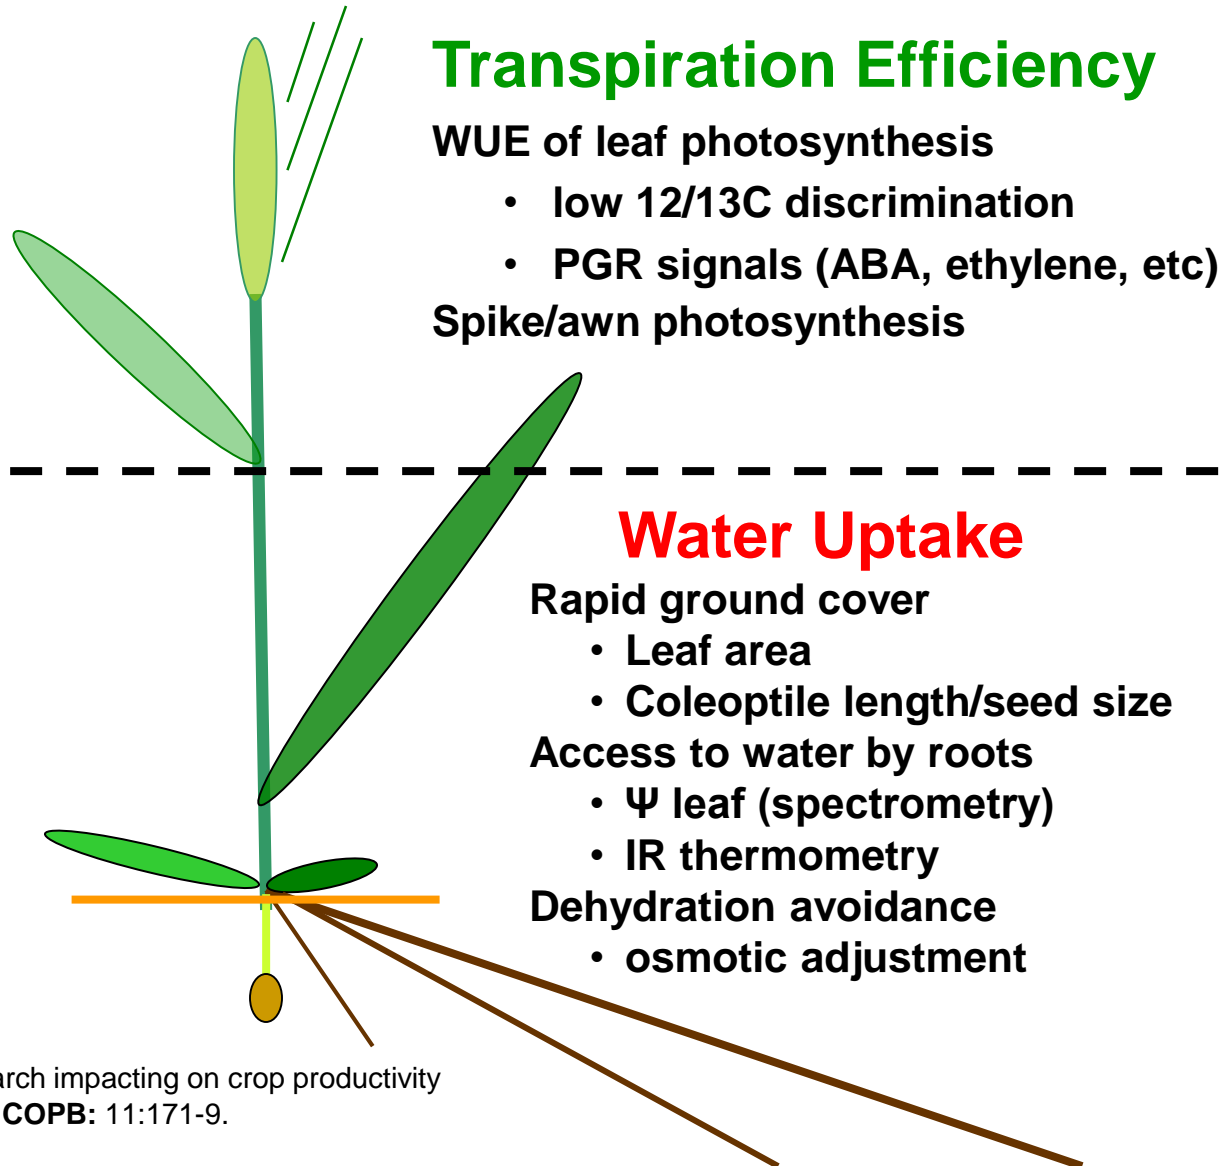 Transpiration Efficiency
WUE of leaf photosynthesis
• low 12/13C discrimination
• PGR signals (ABA, ethylene, etc)
Spike/awn photosynthesis
Water Uptake
Rapid ground cover
• Leaf area
• Coleoptile length/seed size
Access to water by roots
• Ψ leaf (spectrometry)
• IR thermometry
Dehydration avoidance
• osmotic adjustment
arch impacting on crop productivity
COPB: 11:171-9.